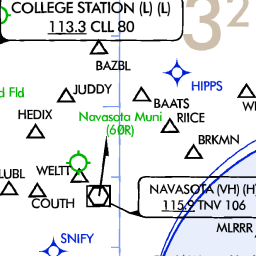 COLLEGE STATION (L) (L)
113.3 CLL 80
3²
BAZBL
HIPPS
d Fld
JUDDY
BAATS
HEDIX
Navasota Muni
(60R)
RIICE
BRKMN
LUBL
WELTT
COUTH
NAVASOTA (VH) (H
115.9 TNV 106
MLRRR
SNIFY